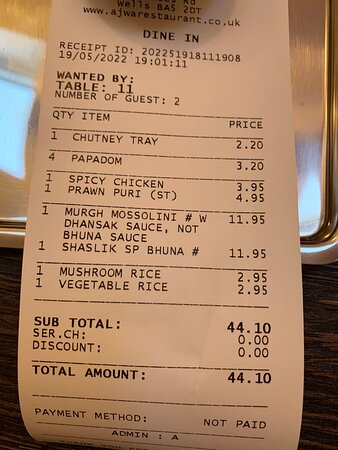 Rd
Wells BA5 2DT
www.ajwarestaurant.co.uk
DINE IN
RECEIPT ID: 202251918111908
19/05/2022 19:01:11
WANTED BY:
TABLE: 11
NUMBER OF GUEST: 2
QTY ITEM PRICE
1 CHUTNEY TRAY 2.20
4 PAPADOM 3.20
1 SPICY CHICKEN 3.95
1 PRAWN PURI (ST) 4.95
1 MURGH MOSSOLINI # W 11.95
DHANSAK SAUCE, NOT
BHUNA SAUCE
1 SHASLIK SP BHUNA # 11.95
1 MUSHROOM RICE 2.95
1 VEGETABLE RICE 2.95
SUB TOTAL: 44.10
SER.CH: 0.00
DISCOUNT: 0.00
TOTAL AMOUNT: 44.10
PAYMENT METHOD: NOT PAID
ADMIN : A